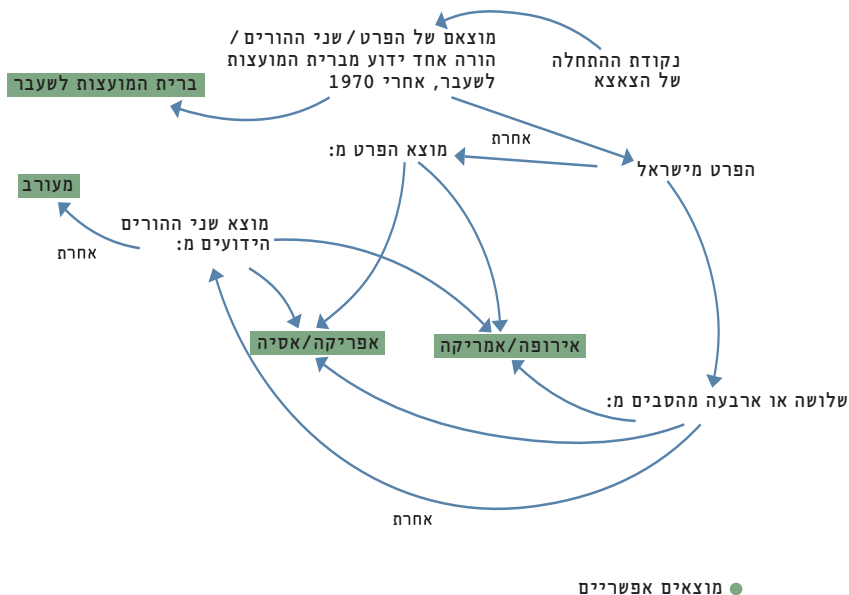 נקודת ההתחלה
של הצאצא
מוצאם של הפרט / שני ההורים /
הורה אחד ידוע מברית המועצות
לשעבר, אחרי 1970
ברית המועצות לשעבר
אחרת
הפרט מישראל
מוצא הפרט מ:
מעורב
אחרת
מוצא שני ההורים
הידועים מ:
אירופה/אמריקה
אפריקה/אסיה
שלושה או ארבעה מהסבים מ:
אחרת
מוצאים אפשריים